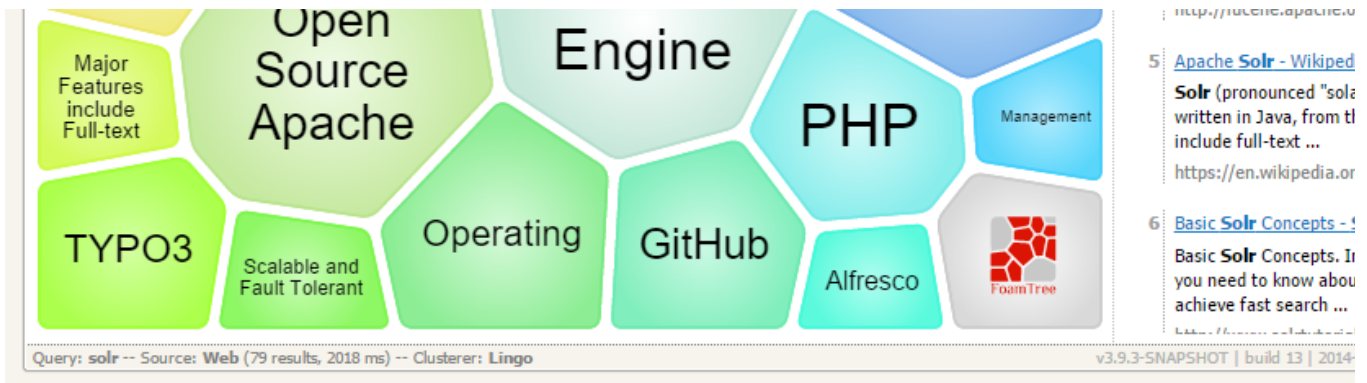 Open
Source
Apache
Engine
Major
Features
include
Full-text
PHP
Management
TYPO3
Scalable and
Fault Tolerant
Operating
GitHub
Alfresco
FoamTree
5 Apache Solr - Wikiped
Solr (pronounced "sola
written in Java, from th
include full-text ...
https://en.wikipedia.or
6 Basic Solr Concepts - S
Basic Solr Concepts. In
you need to know abou
achieve fast search ...
Query: solr -- Source: Web (79 results, 2018 ms) -- Clusterer: Lingo
v3.9.3-SNAPSHOT | build 13 | 2014-